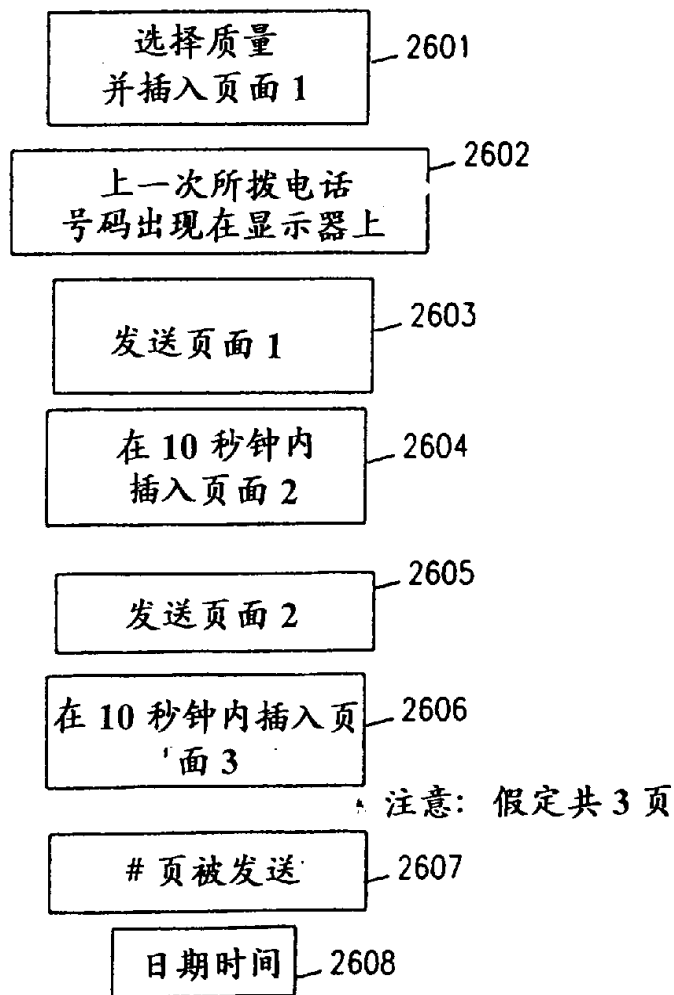 选择质量
并插入页面 1
2601
上一次所拨电话
号码出现在显示器上
2602
发送页面 1
2603
在 10 秒钟内
插入页面 2
2604
发送页面 2
2605
在 10 秒钟内插入页
面 3
2606
注意: 假定共 3 页
# 页被发送
2607
日期时间
2608